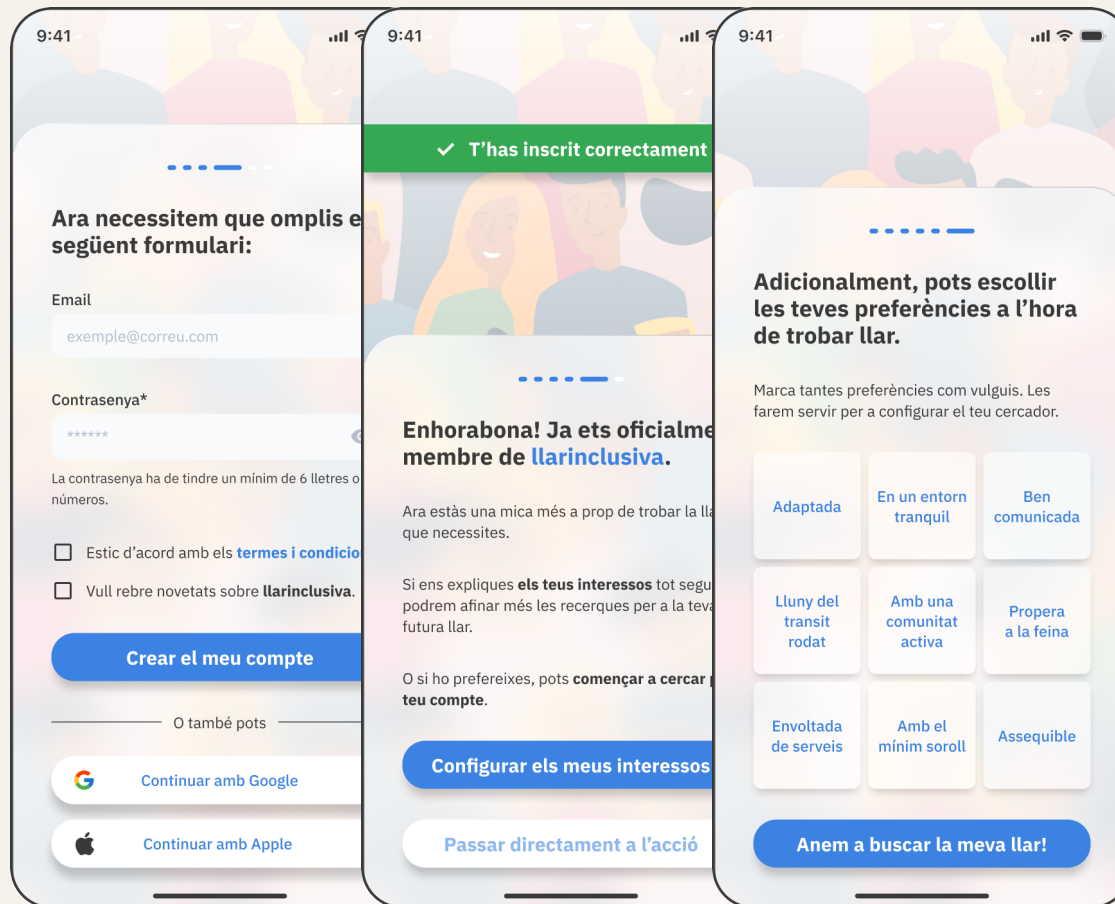 9:41
Ara necessitem que omplis e
següent formulari:
Email
exemple@correu.com
Contrasenya*
******
La contrasenya ha de tindre un mínim de 6 lletres o
números.
Estic d'acord amb els termes i condicio
Vull rebre novetats sobre llarinclusiva.
Crear el meu compte
O també pots
Continuar amb Google
Continuar amb Apple
9:41
T'has inscrit correctament
Enhorabona! Ja ets oficialme
membre de llarinclusiva.
Ara estàs una mica més a prop de trobar la lla
que necessites.
Si ens expliques els teus interessos tot segu
podrem afinar més les recerques per a la teva
futura llar.
O si ho prefereixes, pots començar a cercar p
teu compte.
Configurar els meus interessos
Passar directament a l'acció
9:41
Adicionalment, pots escollir
les teves preferències a l'hora
de trobar llar.
Marca tantes preferències com vulguis. Les
farem servir per a configurar el teu cercador.
Adaptada
En un entorn
tranquil
Ben
comunicada
Lluny del
transit
rodat
Amb una
comunitat
activa
Propera
a la feina
Envoltada
de serveis
Amb el
mínim soroll
Assequible
Anem a buscar la meva llar!